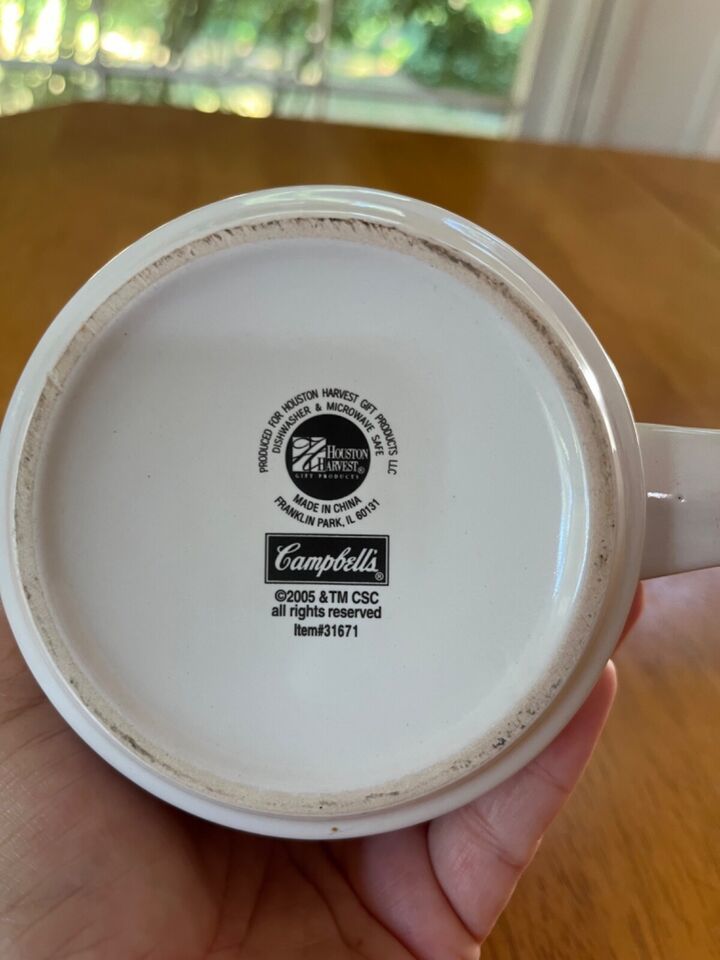 PRODUCED FOR HOUSTON HARVEST GIFT PRODUCTS LLC
DISHWASHER & MICROWAVE SAFE
HOUSTON
HARVEST®
GIFT PRODUCTS
MADE IN CHINA
FRANKLIN PARK, IL 60131
Campbell's®
©2005 &TM CSC
all rights reserved
Item#31671